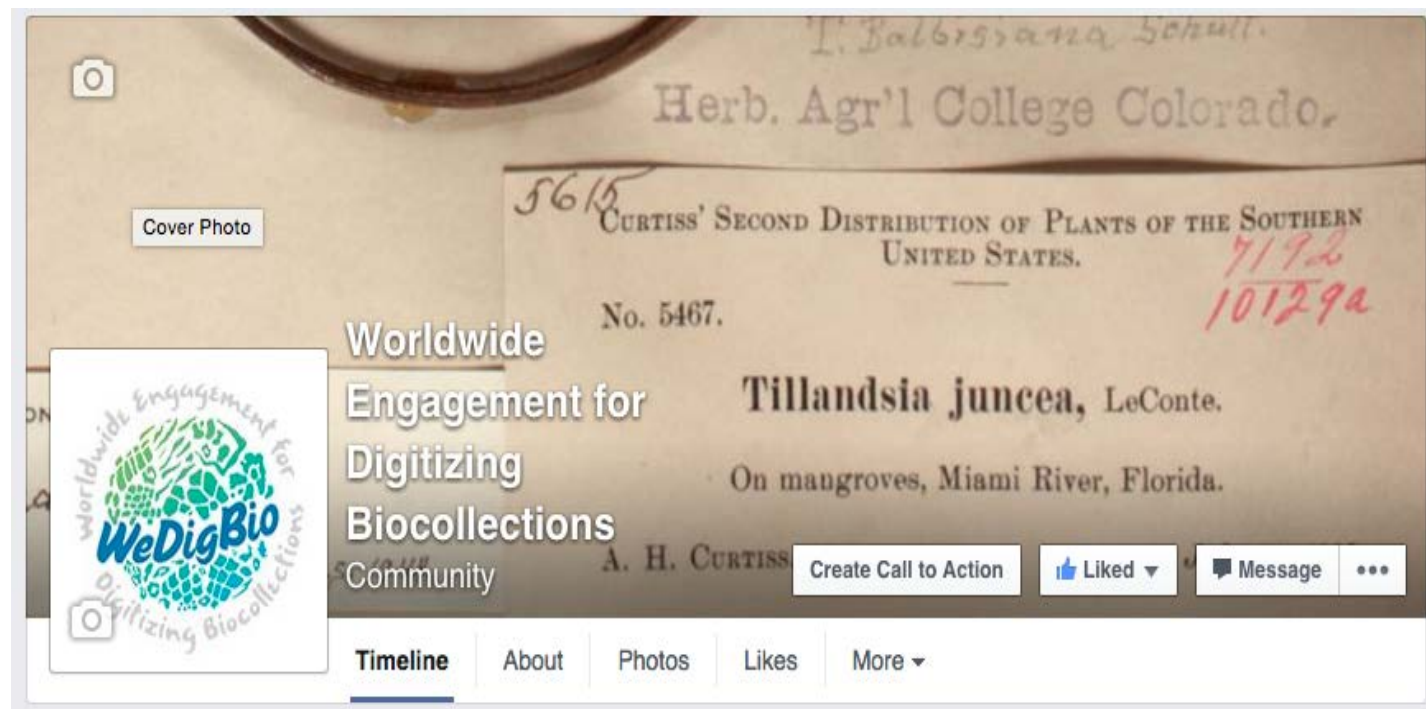 T. Balbisiana Schult.
Herb. Agr'l College Colorado.
5615
CURTISS' SECOND DISTRIBUTION OF PLANTS OF THE SOUTHERN
UNITED STATES.
7192
10129a
No. 5467.
Tillandsia juncea, LeConte.
On mangroves, Miami River, Florida.
A. H. CURTISS
Cover Photo
Worldwide Engagement for
Digitizing Biocollections
WeDigBio
Worldwide
Engagement for
Digitizing
Biocollections
Community
Create Call to Action
Liked
Message
Timeline
About
Photos
Likes
More